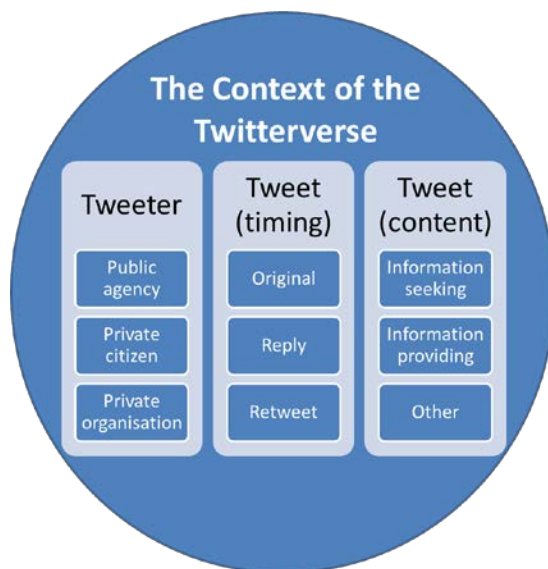 The Context of the
Twitterverse
Tweeter
Public
agency
Private
citizen
Private
organisation
Tweet
(timing)
Original
Reply
Retweet
Tweet
(content)
Information
seeking
Information
providing
Other